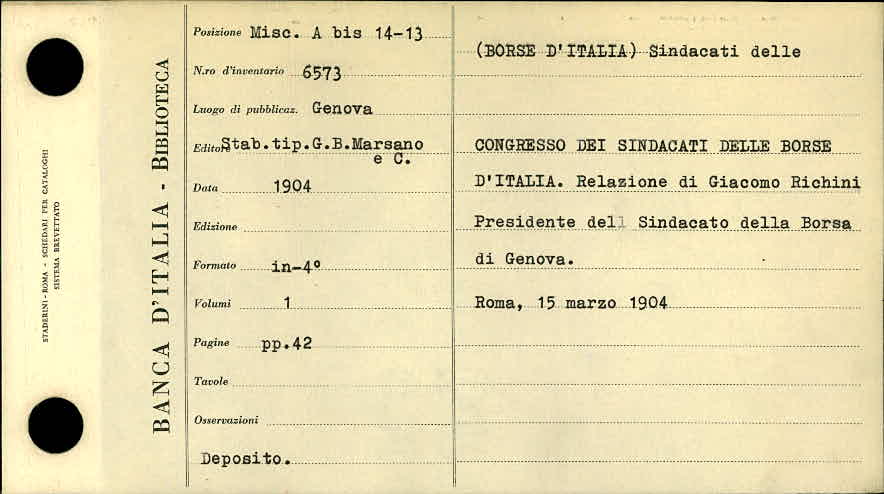 STADERINI - ROMA - SCHEDARI PER CATALOGHI
SISTEMA BREVETTATO
BANCA D'ITALIA - BIBLIOTECA
Posizione Misc. A bis 14-13
N.ro d'inventario 6573
Luogo di pubblicaz. Genova
Editore Stab.tip.G.B.Marsano
e C.
Data 1904
Edizione
Formato in-4°
Volumi 1
Pagine pp.42
Tavole
Osservazioni
Deposito.
(BORSE D'ITALIA) Sindacati delle
CONGRESSO DEI SINDACATI DELLE BORSE
D'ITALIA. Relazione di Giacomo Richini
Presidente dell Sindacato della Borsa
di Genova.
Roma, 15 marzo 1904